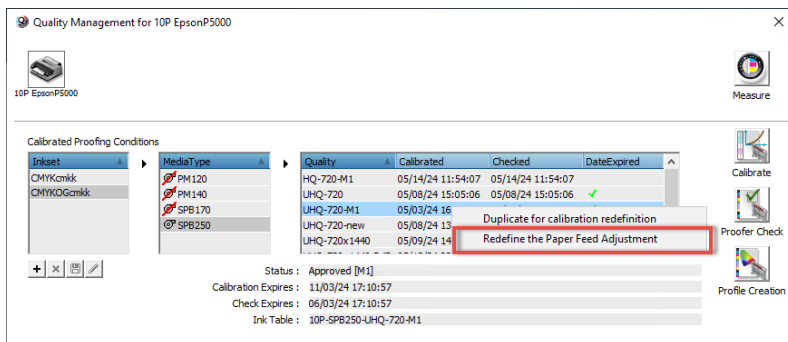 Quality Management for 10P EpsonP5000
10P EpsonP5000
Measure
Calibrated Proofing Conditions
Inkset MediaType Quality Calibrated Checked DateExpired
CMYKcmkk PM120 HQ-720-M1 05/14/24 11:54:07 05/14/24 11:54:07
CMYKOGcmkk PM140 UHQ-720 05/08/24 15:05:06 05/08/24 15:05:06
SPB170 UHQ-720-M1 05/03/24 16
SPB250 UHQ-720-new 05/08/24 13
UHQ-720x1440 05/09/24 14
Duplicate for calibration redefinition
Redefine the Paper Feed Adjustment
Calibrate
Proofer Check
Profile Creation
Status : Approved [M1]
Calibration Expires : 11/03/24 17:10:57
Check Expires : 06/03/24 17:10:57
Ink Table : 10P-SPB250-UHQ-720-M1